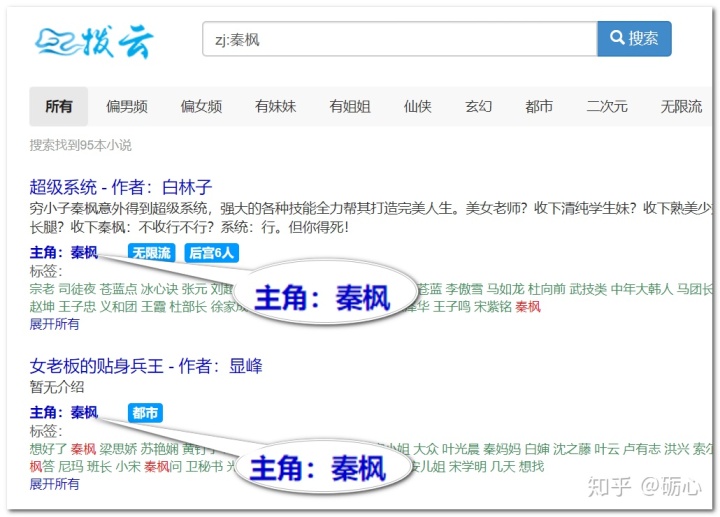 拨云
zj:秦枫
搜索
所有 偏男频 偏女频 有妹妹 有姐姐 仙侠 玄幻 都市 二次元 无限流
搜索找到95本小说
超级系统 - 作者：白林子
穷小子秦枫意外得到超级系统，强大的各种技能全力帮其打造完美人生。美女老师？收下清纯学生妹？收下熟美少
长腿？收下秦枫：不收行不行？系统：行。但你得死！
主角：秦枫 无限流 后宫6人
标签：
宗老 司徒夜 苍蓝点 冰心诀 张元 苍蓝 李傲雪 马如龙 杜向前 武技类 中年大韩人 马团长
主角：秦枫
赵坤 王子忠 义和团 王霞 杜部长 王子鸣 宋紫铭 秦枫
展开所有
女老板的贴身兵王 - 作者：显峰
暂无介绍
主角：秦枫 都市
标签：
想好了 秦枫 梁思娇 苏艳娴 小姐 大众 叶光晨 秦妈妈 白婶 沈之藤 叶云 卢有志 洪兴
主角：秦枫
枫答 尼玛 班长 小宋 秦枫问 卫秘书 安儿姐 宋学明 几天 想找
展开所有
知乎 @砺心